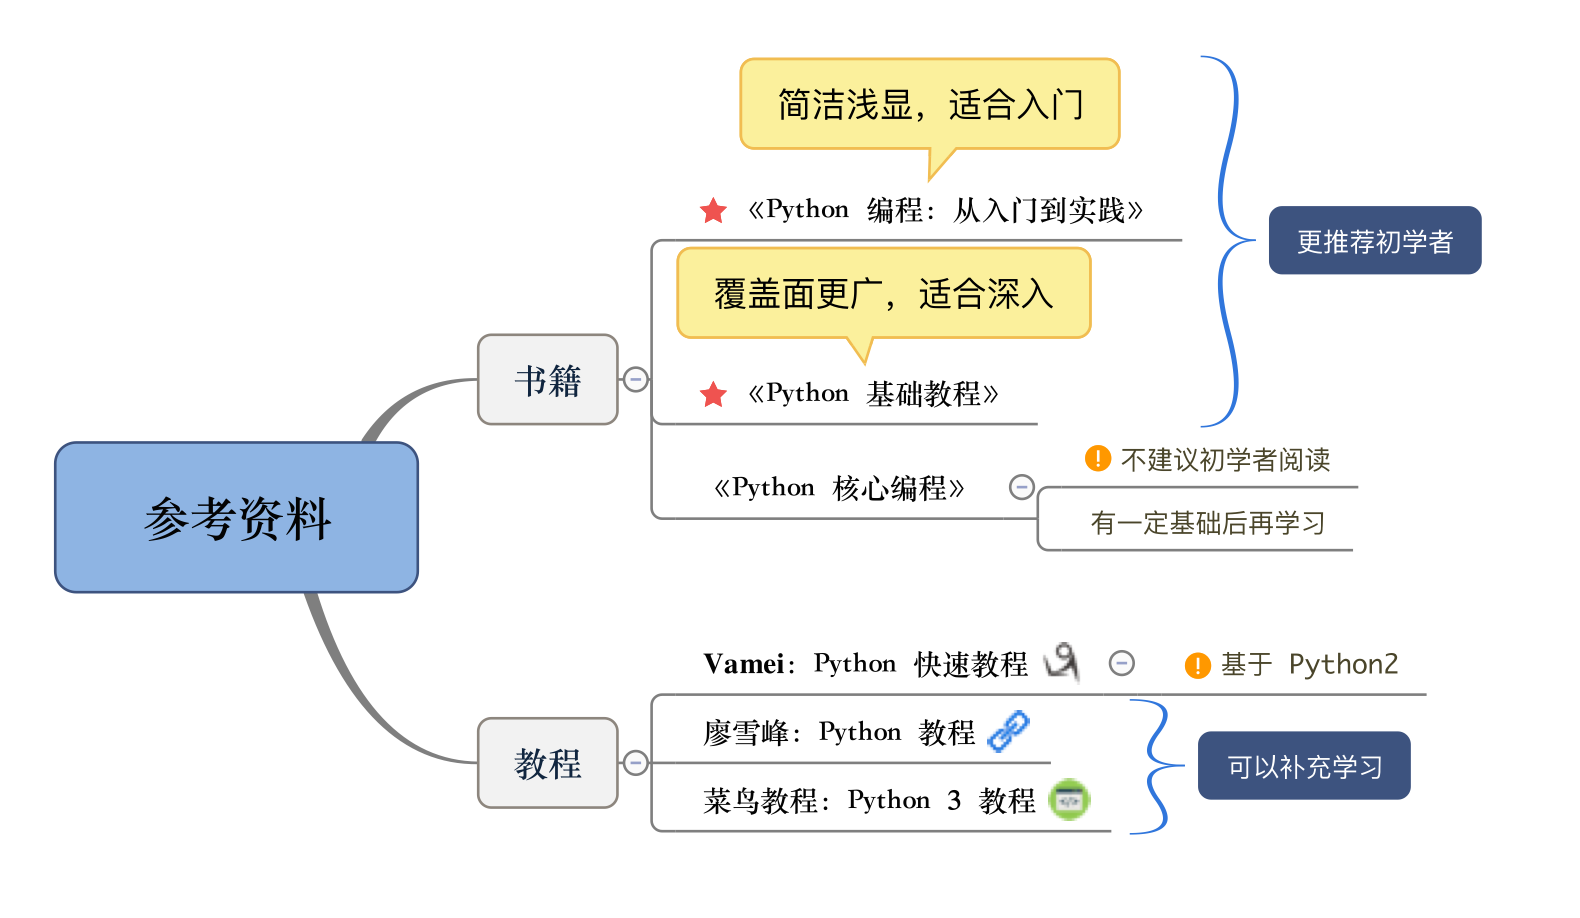 参考资料
书籍
简洁浅显，适合入门
《Python 编程：从入门到实践》
覆盖面更广，适合深入
《Python 基础教程》
更推荐初学者
《Python 核心编程》
不建议初学者阅读
有一定基础后再学习
教程
Vamei：Python 快速教程
基于 Python2
廖雪峰：Python 教程
菜鸟教程：Python 3 教程
可以补充学习